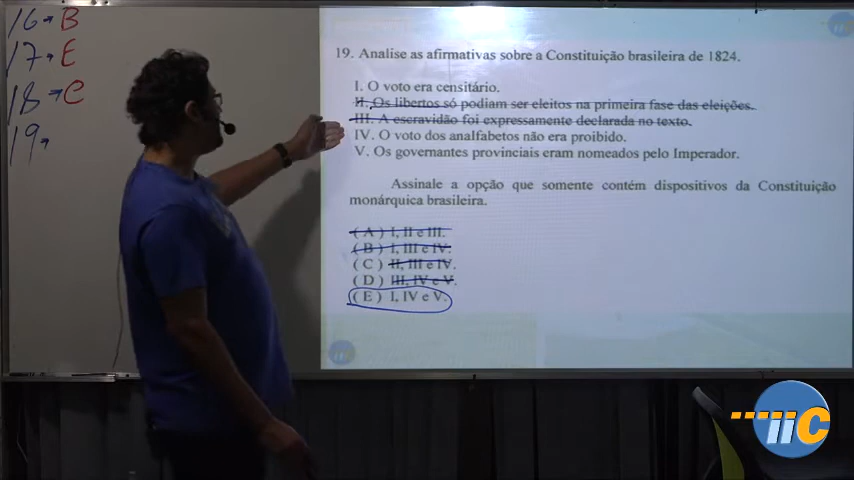 16→ B
17→ E
18→ C
19→
19. Analise as afirmativas sobre a Constituição brasileira de 1824.
I. O voto era censitário.
II. Os libertos só podiam ser eleitos na primeira fase das eleições.
III. A escravidão foi expressamente declarada no texto.
IV. O voto dos analfabetos não era proibido.
V. Os governantes provinciais eram nomeados pelo Imperador.
Assinale a opção que somente contém dispositivos da Constituição
monárquica brasileira.
( A ) I, II e III.
( B ) I, III e IV.
( C ) II, III e IV.
( D ) III, IV e V.
( E ) I, IV e V.
iiC